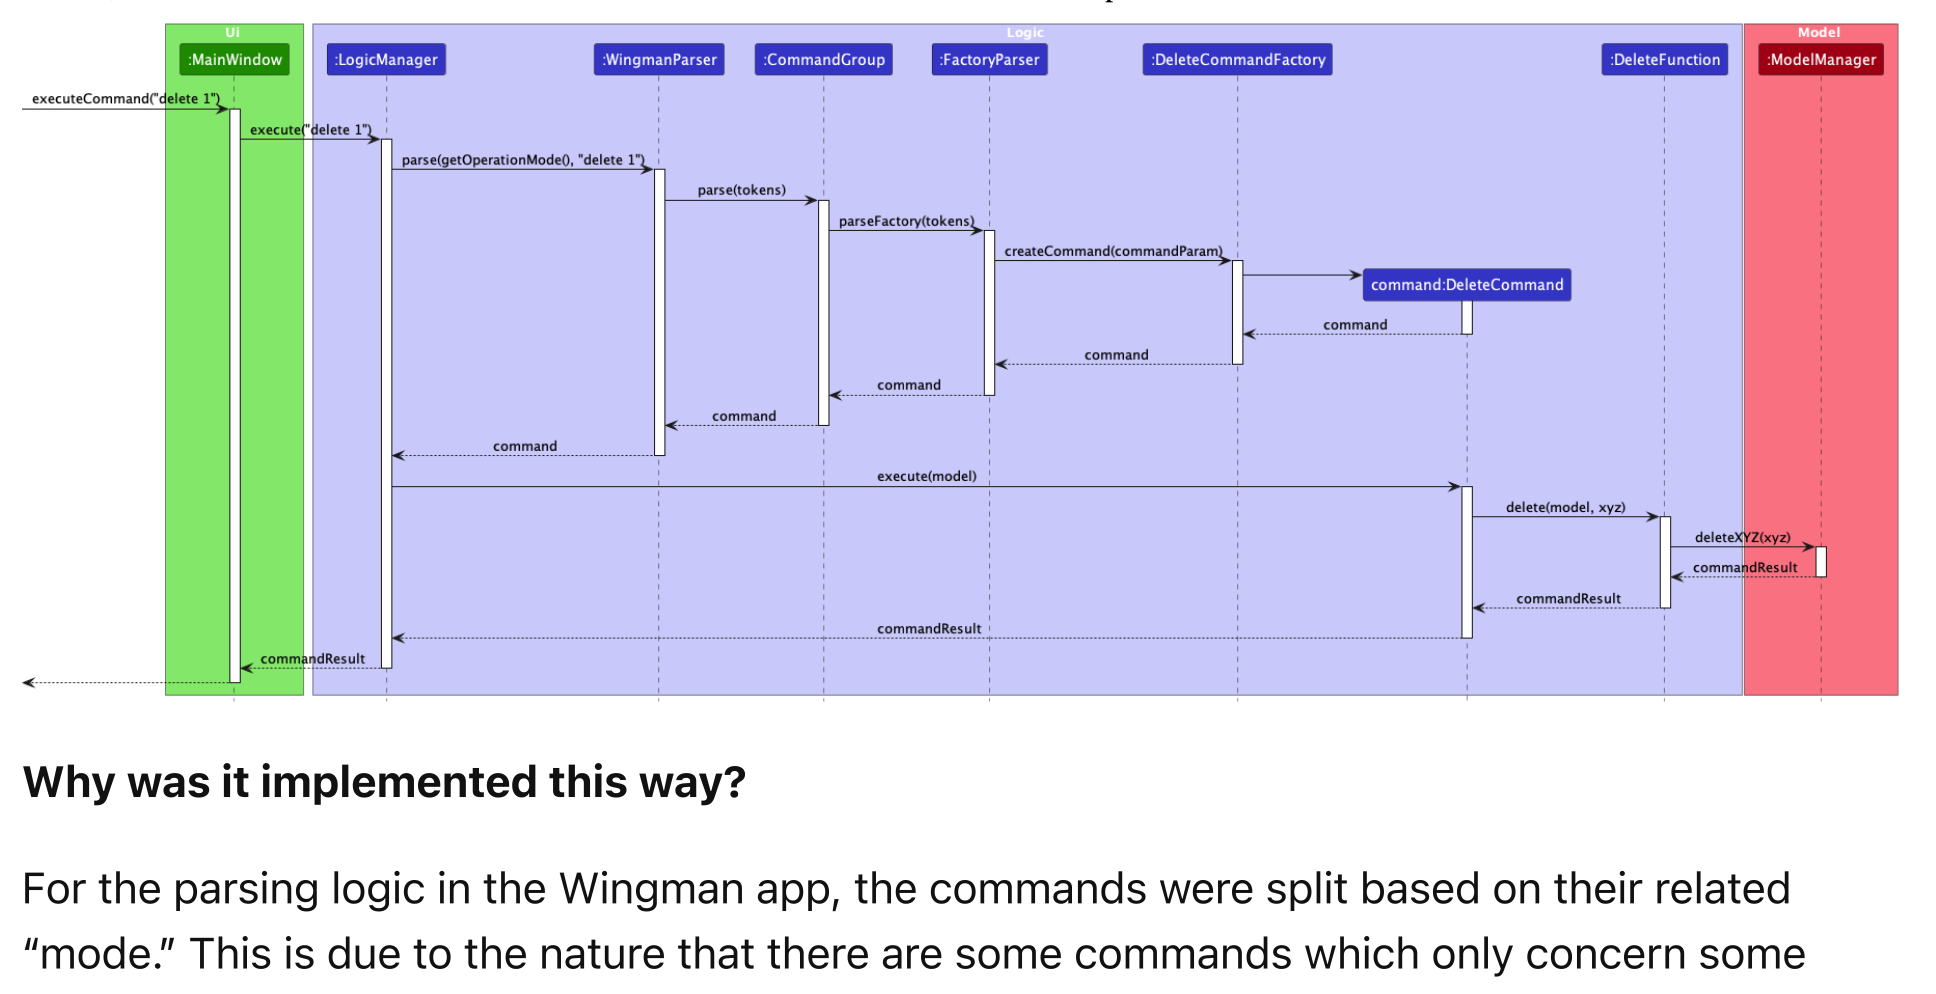 Ui
Logic
Model
:MainWindow
:LogicManager
:WingmanParser
:CommandGroup
:FactoryParser
:DeleteCommandFactory
:DeleteFunction
:ModelManager
executeCommand("delete 1")
execute("delete 1")
parse(getOperationMode(), "delete 1")
parse(tokens)
parseFactory(tokens)
createCommand(commandParam)
command:DeleteCommand
command
command
command
command
command
execute(model)
delete(model, xyz)
deleteXYZ(xyz)
commandResult
commandResult
commandResult
commandResult
Why was it implemented this way?
For the parsing logic in the Wingman app, the commands were split based on their related
“mode.” This is due to the nature that there are some commands which only concern some